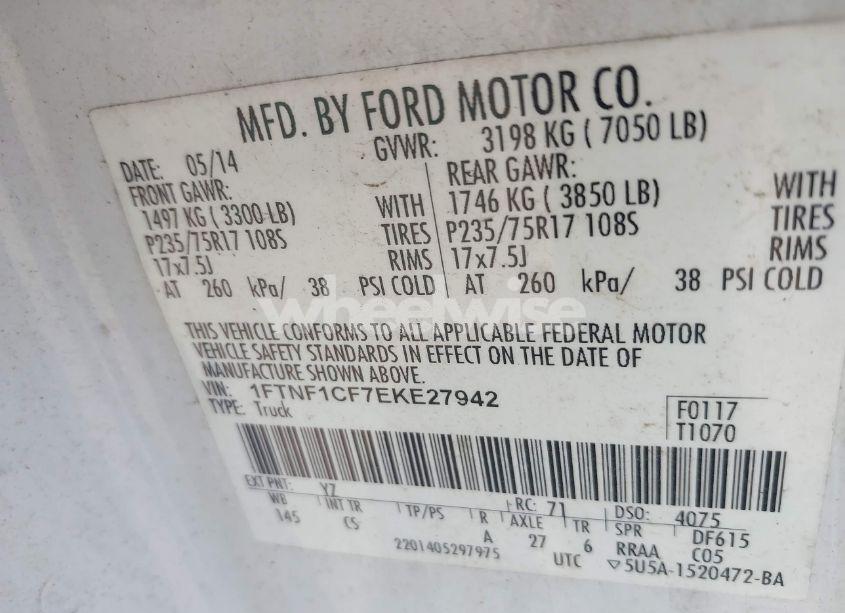 MFD. BY FORD MOTOR CO.
DATE: 05/14 GVWR: 3198 KG ( 7050 LB)
FRONT GAWR: REAR GAWR:
1497 KG ( 3300 LB) WITH 1746 KG ( 3850 LB) WITH
P235/75R17 108S TIRES P235/75R17 108S TIRES
17x7.5J RIMS 17x7.5J RIMS
AT 260 kPa/ 38 PSI COLD AT 260 kPa/ 38 PSI COLD
wheelwise
THIS VEHICLE CONFORMS TO ALL APPLICABLE FEDERAL MOTOR
VEHICLE SAFETY STANDARDS IN EFFECT ON THE DATE OF
MANUFACTURE SHOWN ABOVE.
VIN: 1FTNF1CF7EKE27942
TYPE: Truck
F0117
T1070
EXT PNT: YZ RC: 71 DSO: 4075
WB INT TR TP/PS R AXLE TR SPR DF615
145 CS A 27 6 RRAA C05
2201405297975 UTC ▽5U5A-1520472-BA